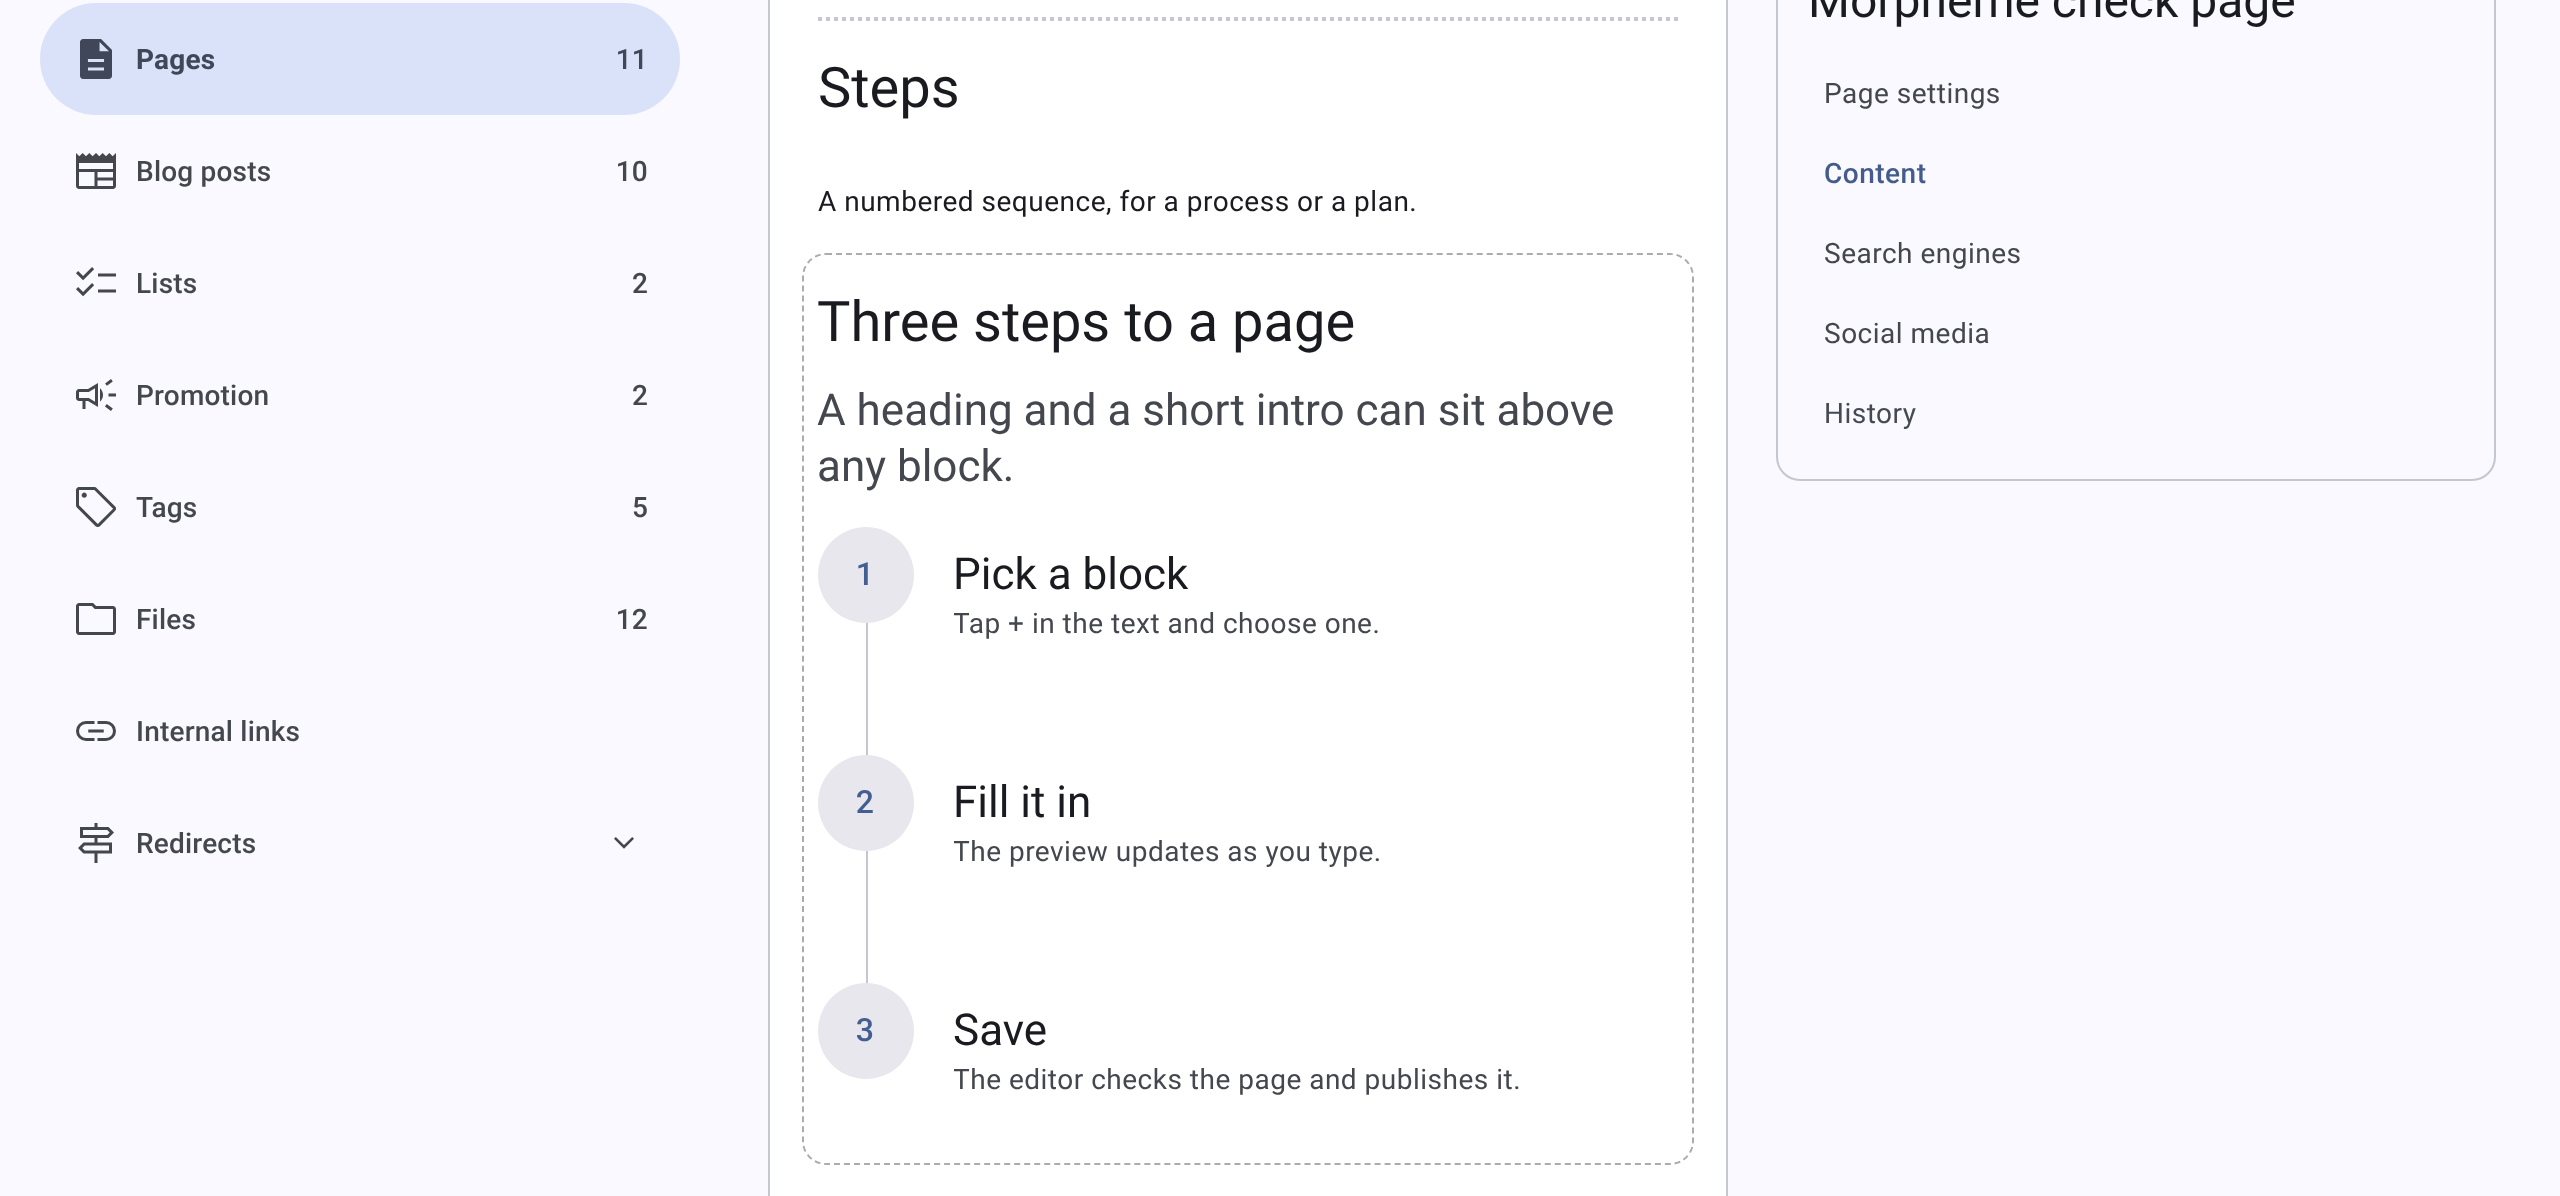 Pages 11
Blog posts 10
Lists 2
Promotion 2
Tags 5
Files 12
Internal links
Redirects
Steps
A numbered sequence, for a process or a plan.
Three steps to a page
A heading and a short intro can sit above
any block.
1 Pick a block
Tap + in the text and choose one.
2 Fill it in
The preview updates as you type.
3 Save
The editor checks the page and publishes it.
Morpheme check page
Page settings
Content
Search engines
Social media
History